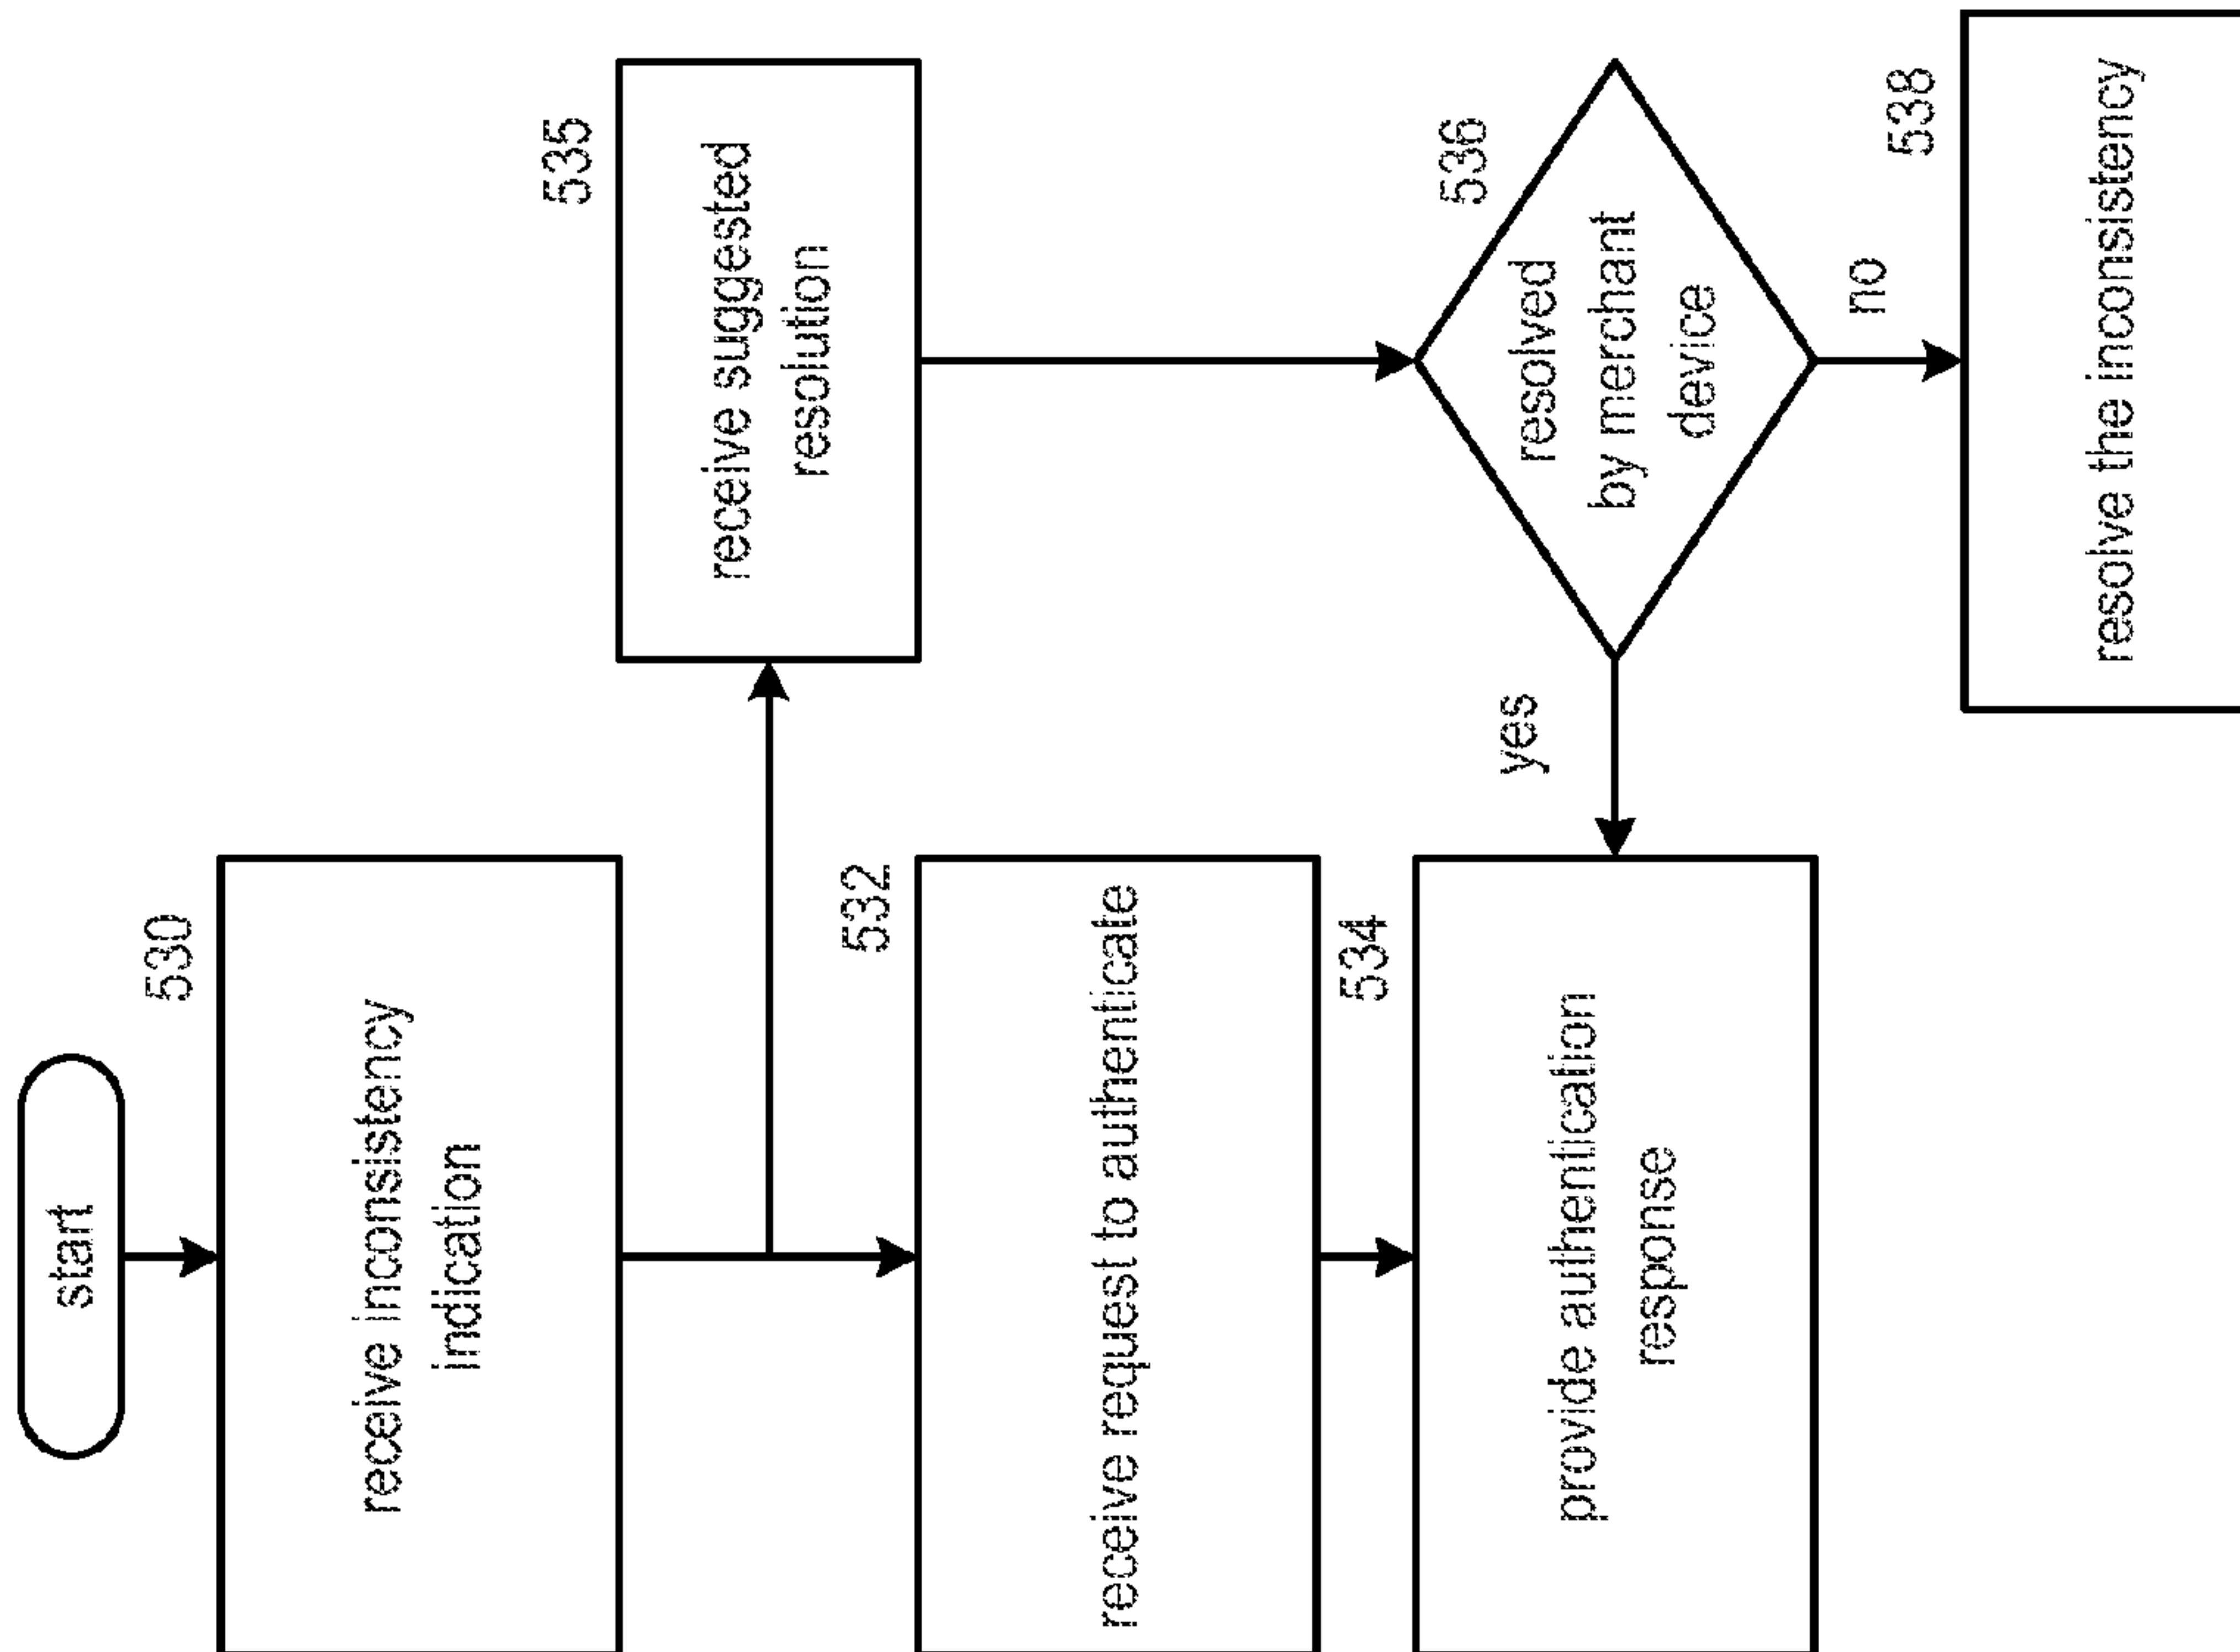 start
530
receive inconsistency
indication
535
receive suggested
resolution
532
receive request to authenticate
534
provide authentication
response
yes
536
resolved
by merchant
device
no
538
resolve the inconsistency